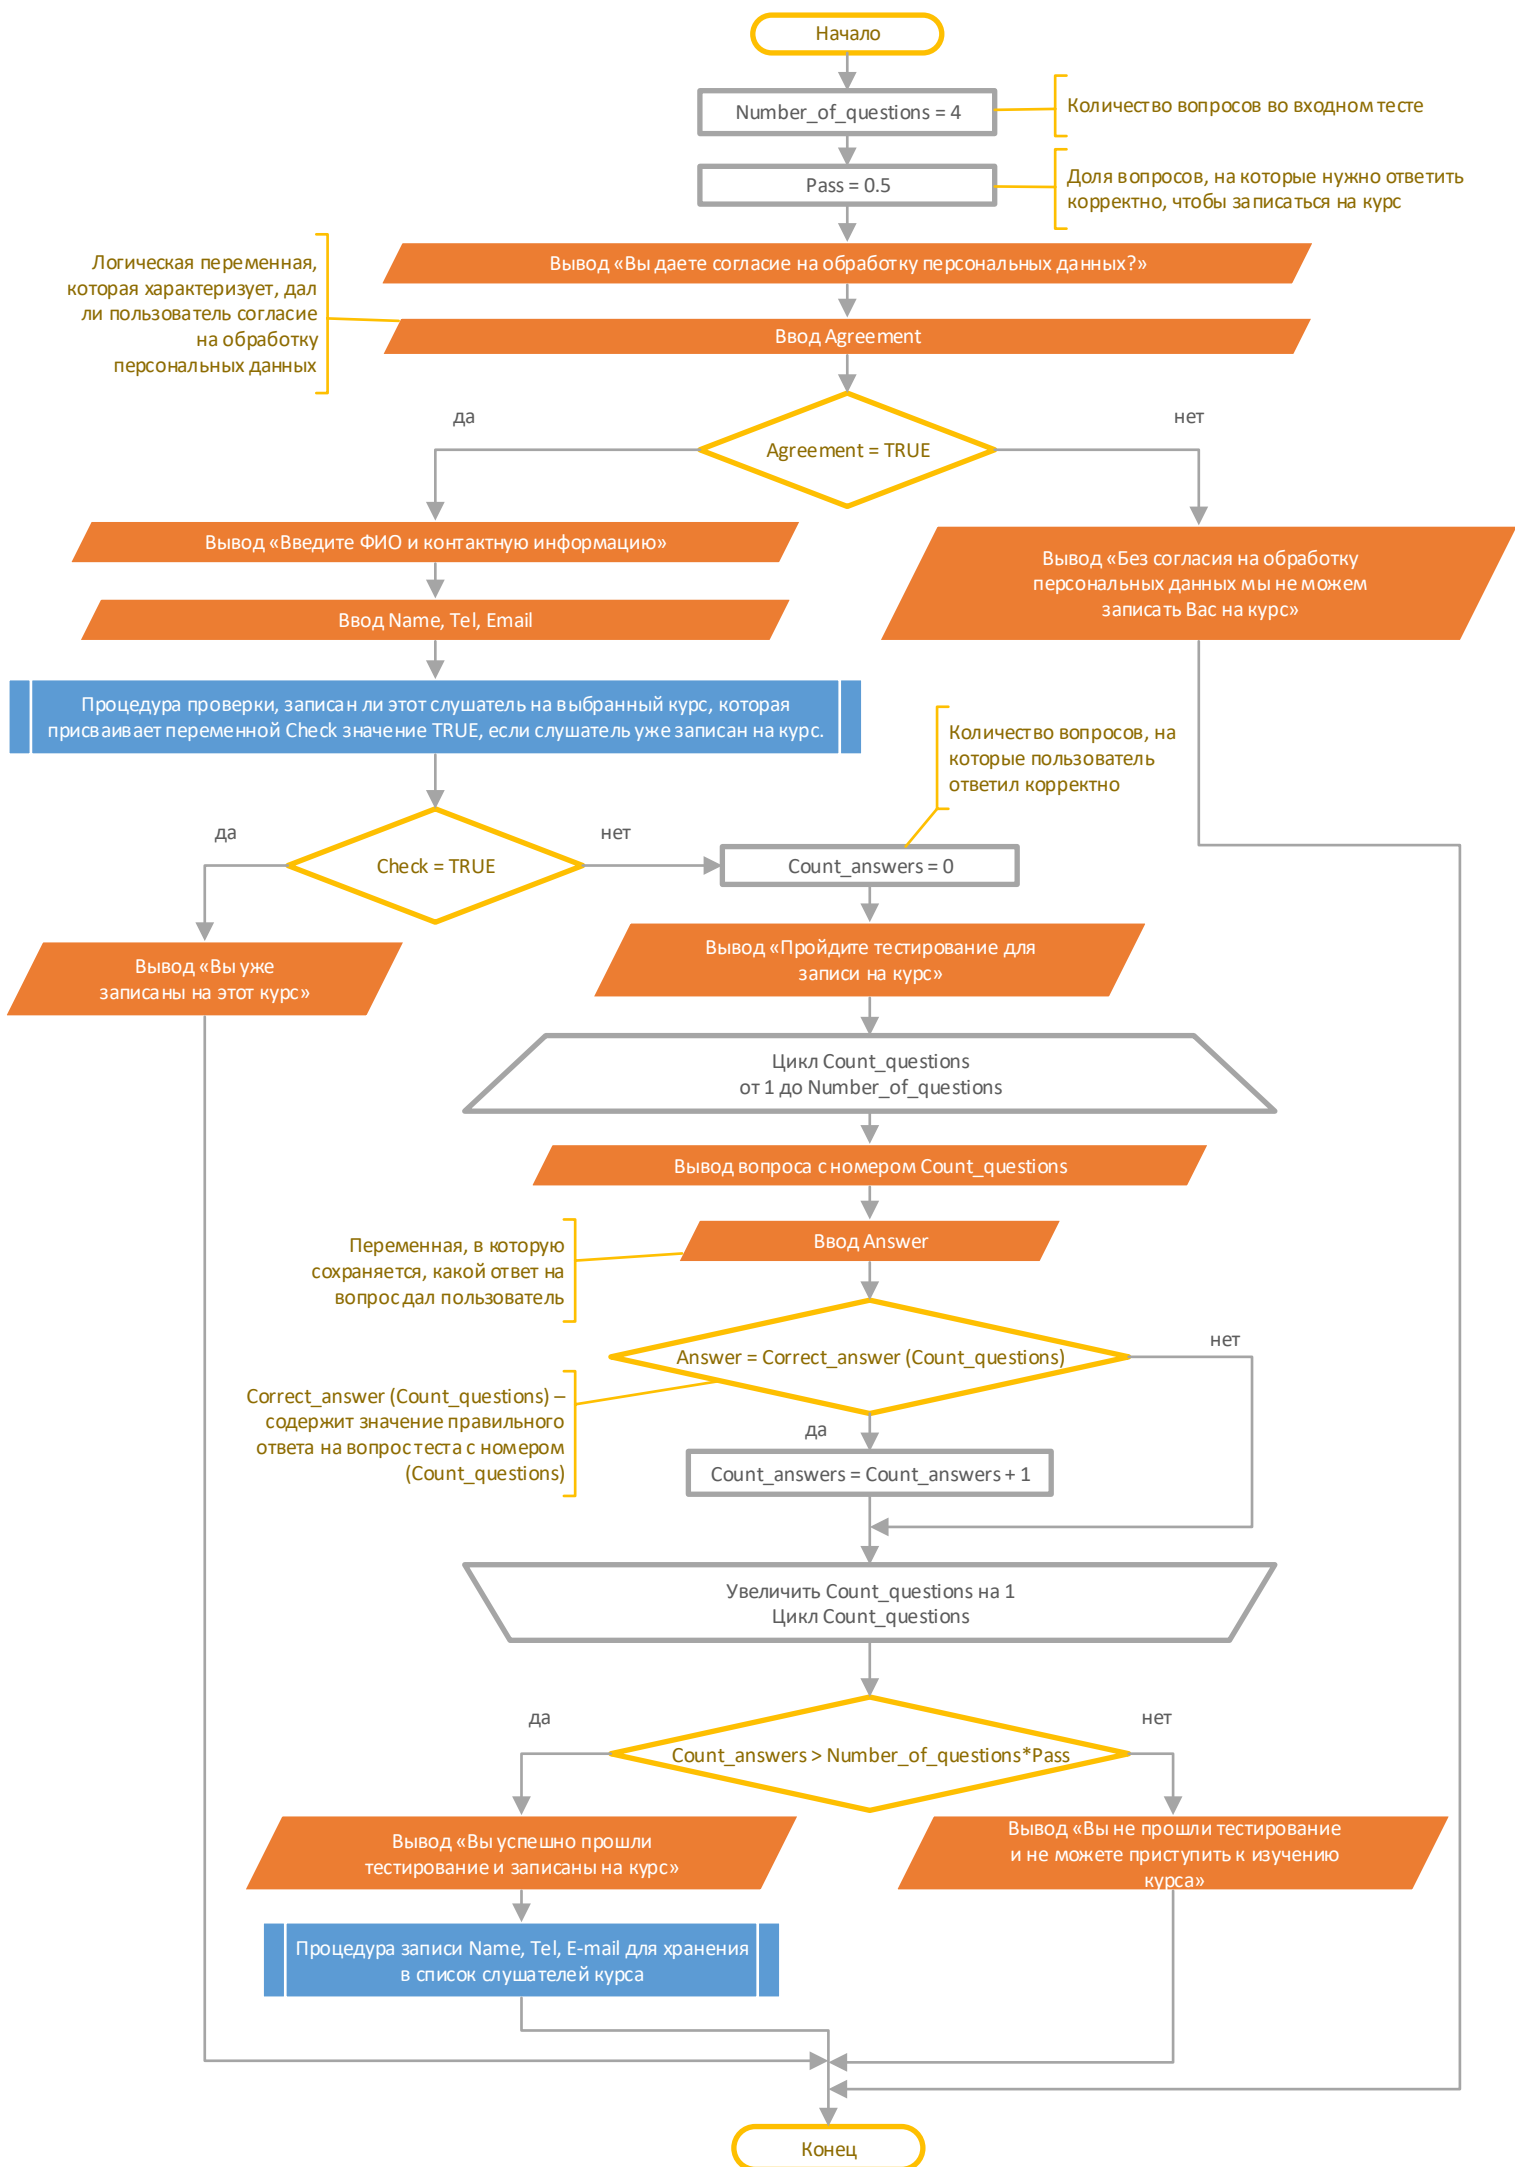 Начало
Number_of_questions = 4
Количество вопросов во входном тесте
Pass = 0.5
Доля вопросов, на которые нужно ответить
корректно, чтобы записаться на курс
Логическая переменная,
которая характеризует, дал
ли пользователь согласие
на обработку
персональных данных
Вывод «Вы даете согласие на обработку персональных данных?»
Ввод Agreement
да
нет
Agreement = TRUE
Вывод «Введите ФИО и контактную информацию»
Вывод «Без согласия на обработку
персональных данных мы не можем
записать Вас на курс»
Ввод Name, Tel, Email
Процедура проверки, записан ли этот слушатель на выбранный курс, которая
присваивает переменной Check значение TRUE, если слушатель уже записан на курс.
Количество вопросов, на
которые пользователь
ответил корректно
да
нет
Check = TRUE
Count_answers = 0
Вывод «Вы уже
записаны на этот курс»
Вывод «Пройдите тестирование для
записи на курс»
Цикл Count_questions
от 1 до Number_of_questions
Вывод вопроса с номером Count_questions
Ввод Answer
Переменная, в которую
сохраняется, какой ответ на
вопрос дал пользователь
нет
Answer = Correct_answer (Count_questions)
Correct_answer (Count_questions) –
содержит значение правильного
ответа на вопрос теста с номером
(Count_questions)
да
Count_answers = Count_answers + 1
Увеличить Count_questions на 1
Цикл Count_questions
да
нет
Count_answers > Number_of_questions*Pass
Вывод «Вы успешно прошли
тестирование и записаны на курс»
Вывод «Вы не прошли тестирование
и не можете приступить к изучению
курса»
Процедура записи Name, Tel, E-mail для хранения
в список слушателей курса
Конец